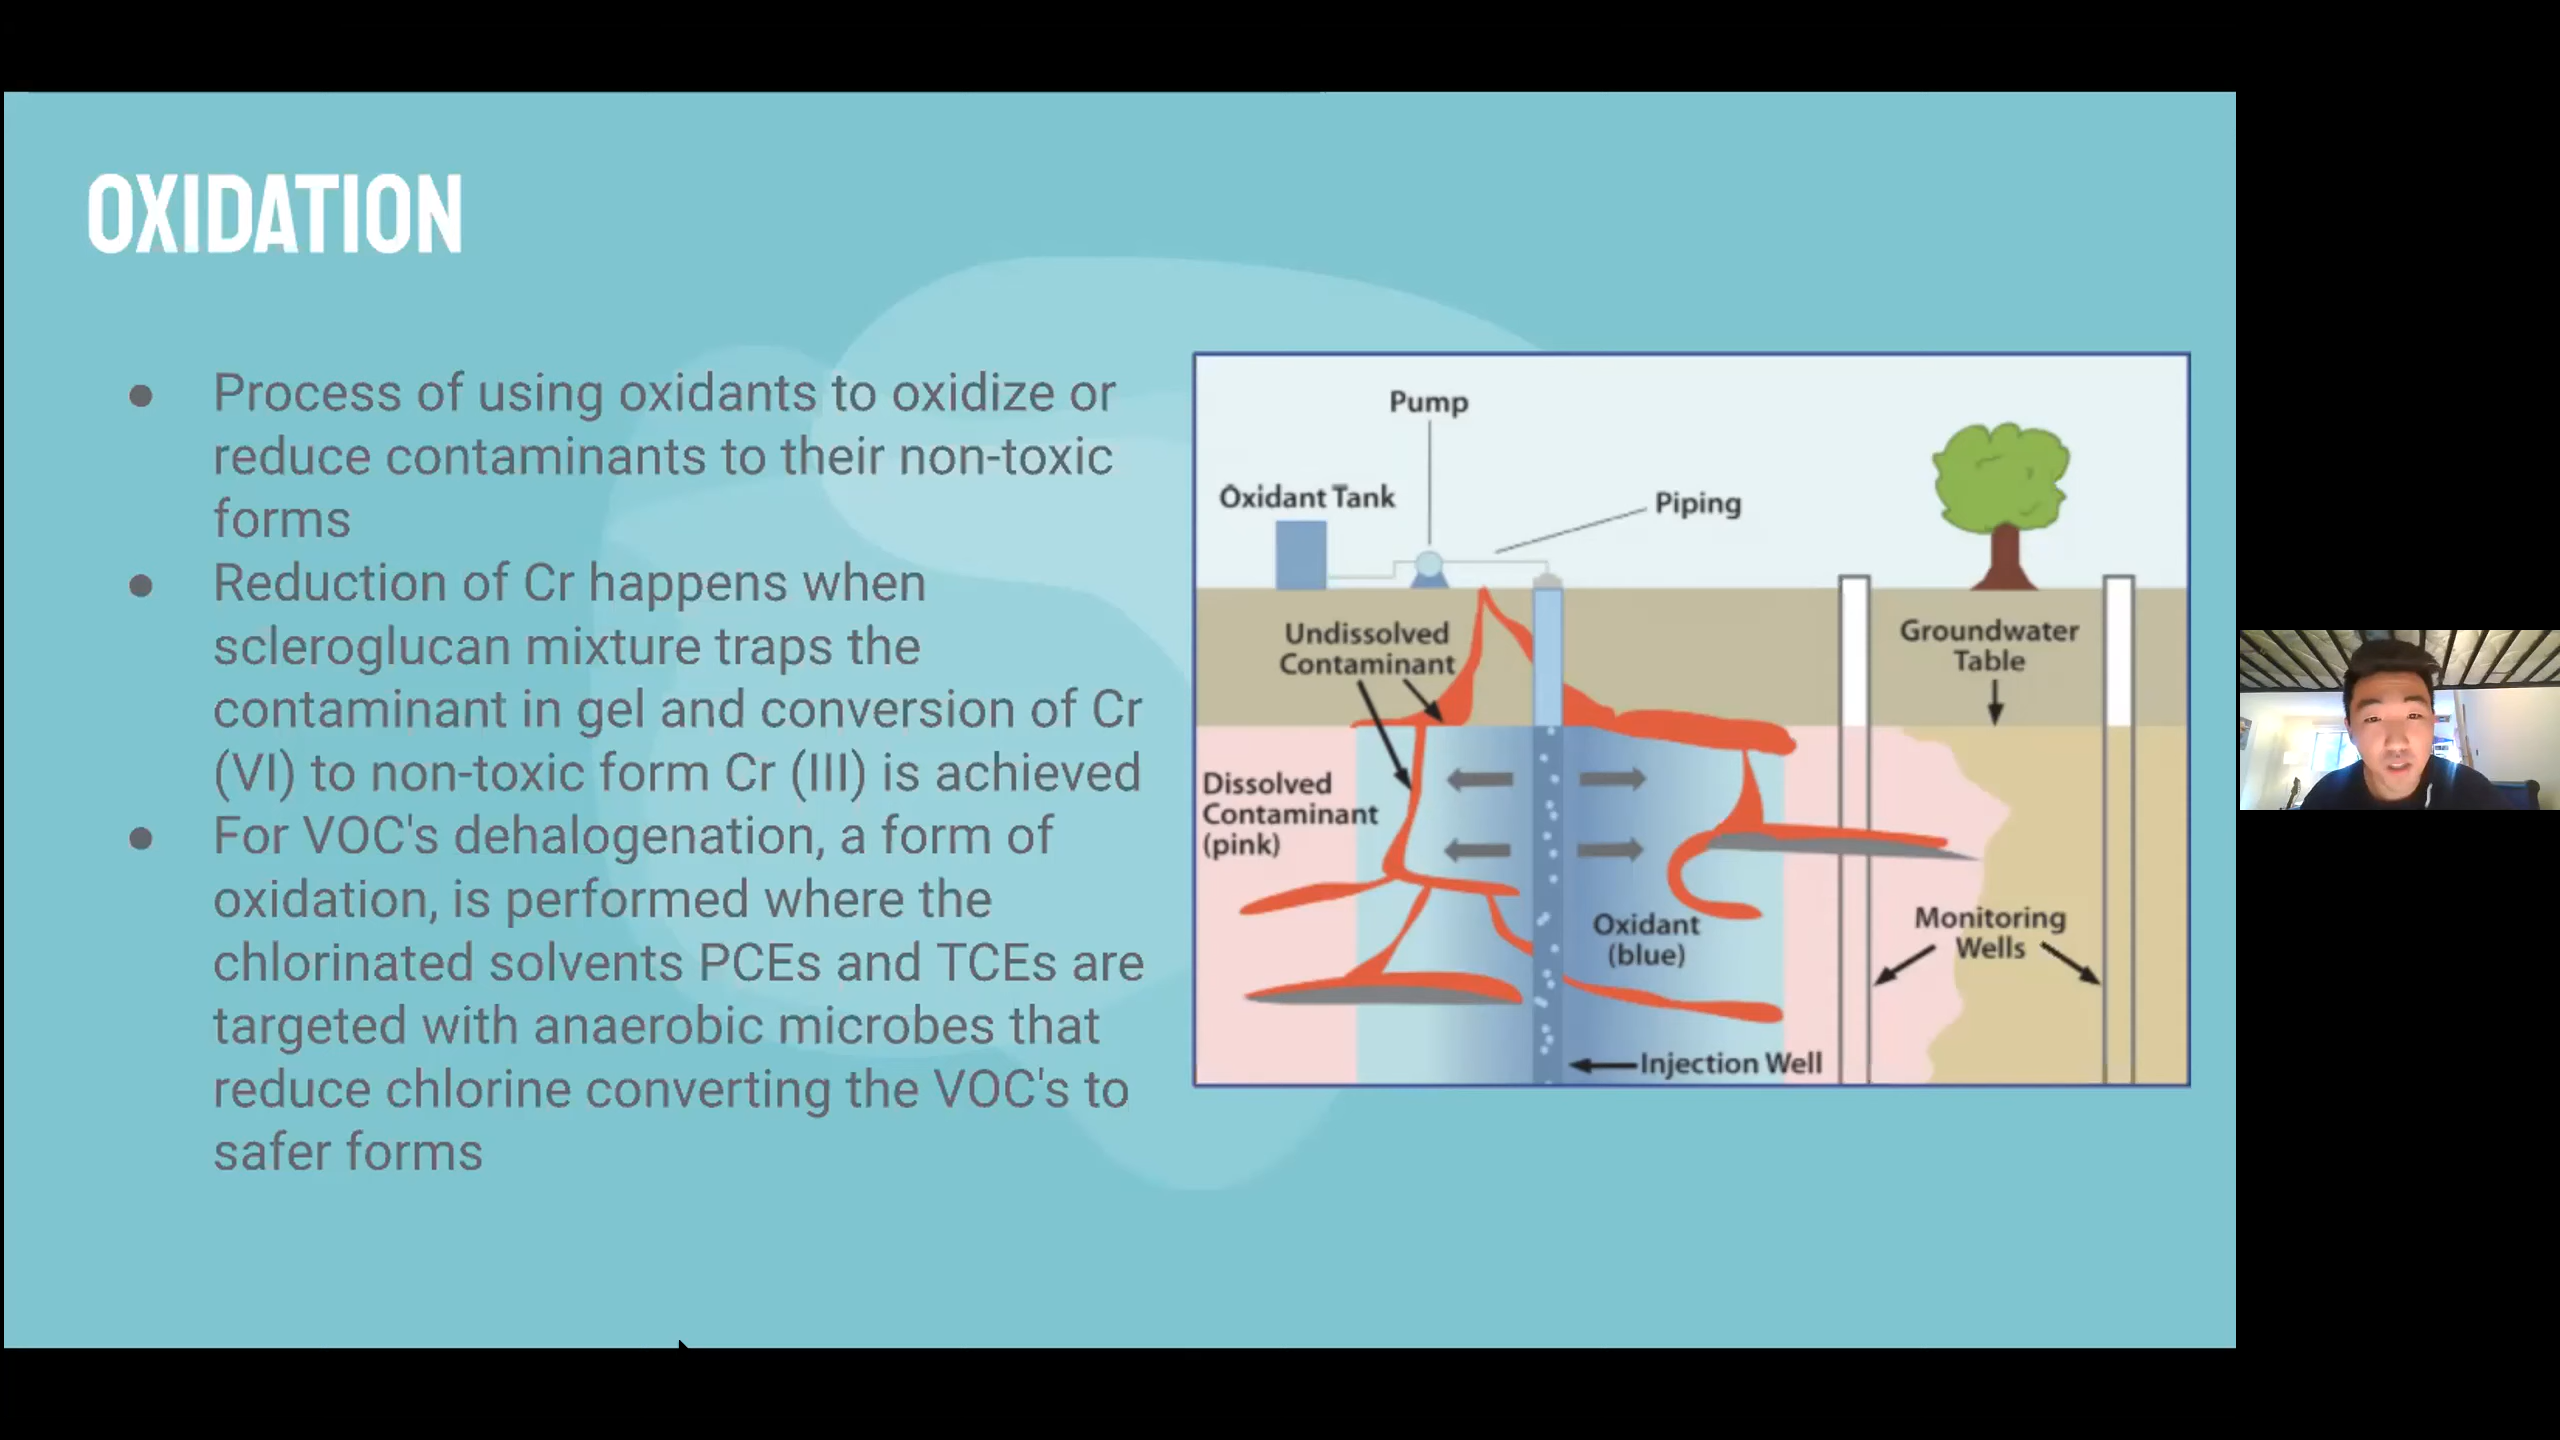 OXIDATION
● Process of using oxidants to oxidize or
reduce contaminants to their non-toxic
forms
● Reduction of Cr happens when
scleroglucan mixture traps the
contaminant in gel and conversion of Cr
(VI) to non-toxic form Cr (III) is achieved
● For VOC's dehalogenation, a form of
oxidation, is performed where the
chlorinated solvents PCEs and TCEs are
targeted with anaerobic microbes that
reduce chlorine converting the VOC's to
safer forms
Pump
Oxidant Tank
Piping
Undissolved
Contaminant
Groundwater
Table
Dissolved
Contaminant
(pink)
Oxidant
(blue)
Monitoring
Wells
Injection Well